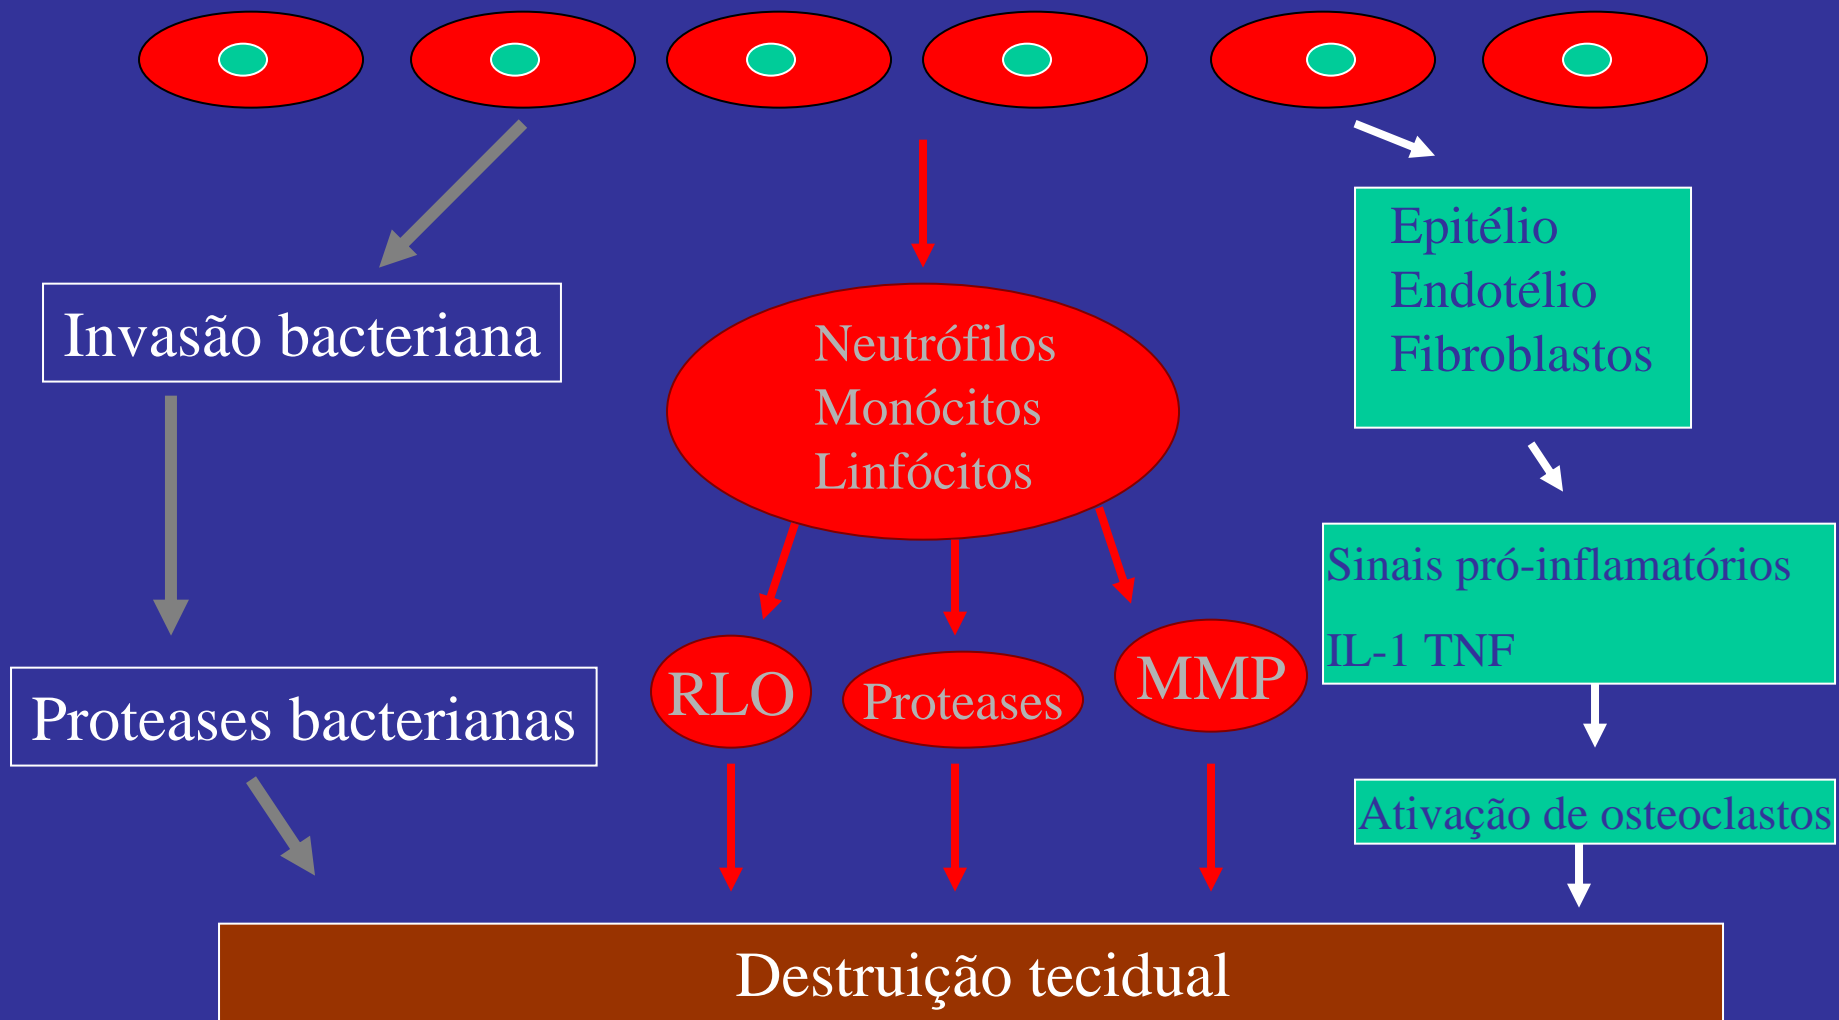 Invasão bacteriana
Proteases bacterianas
Neutrófilos
Monócitos
Linfócitos
RLO
Proteases
MMP
Epitélio
Endotélio
Fibroblastos
Sinais pró-inflamatórios
IL-1 TNF
Ativação de osteoclastos
Destruição tecidual